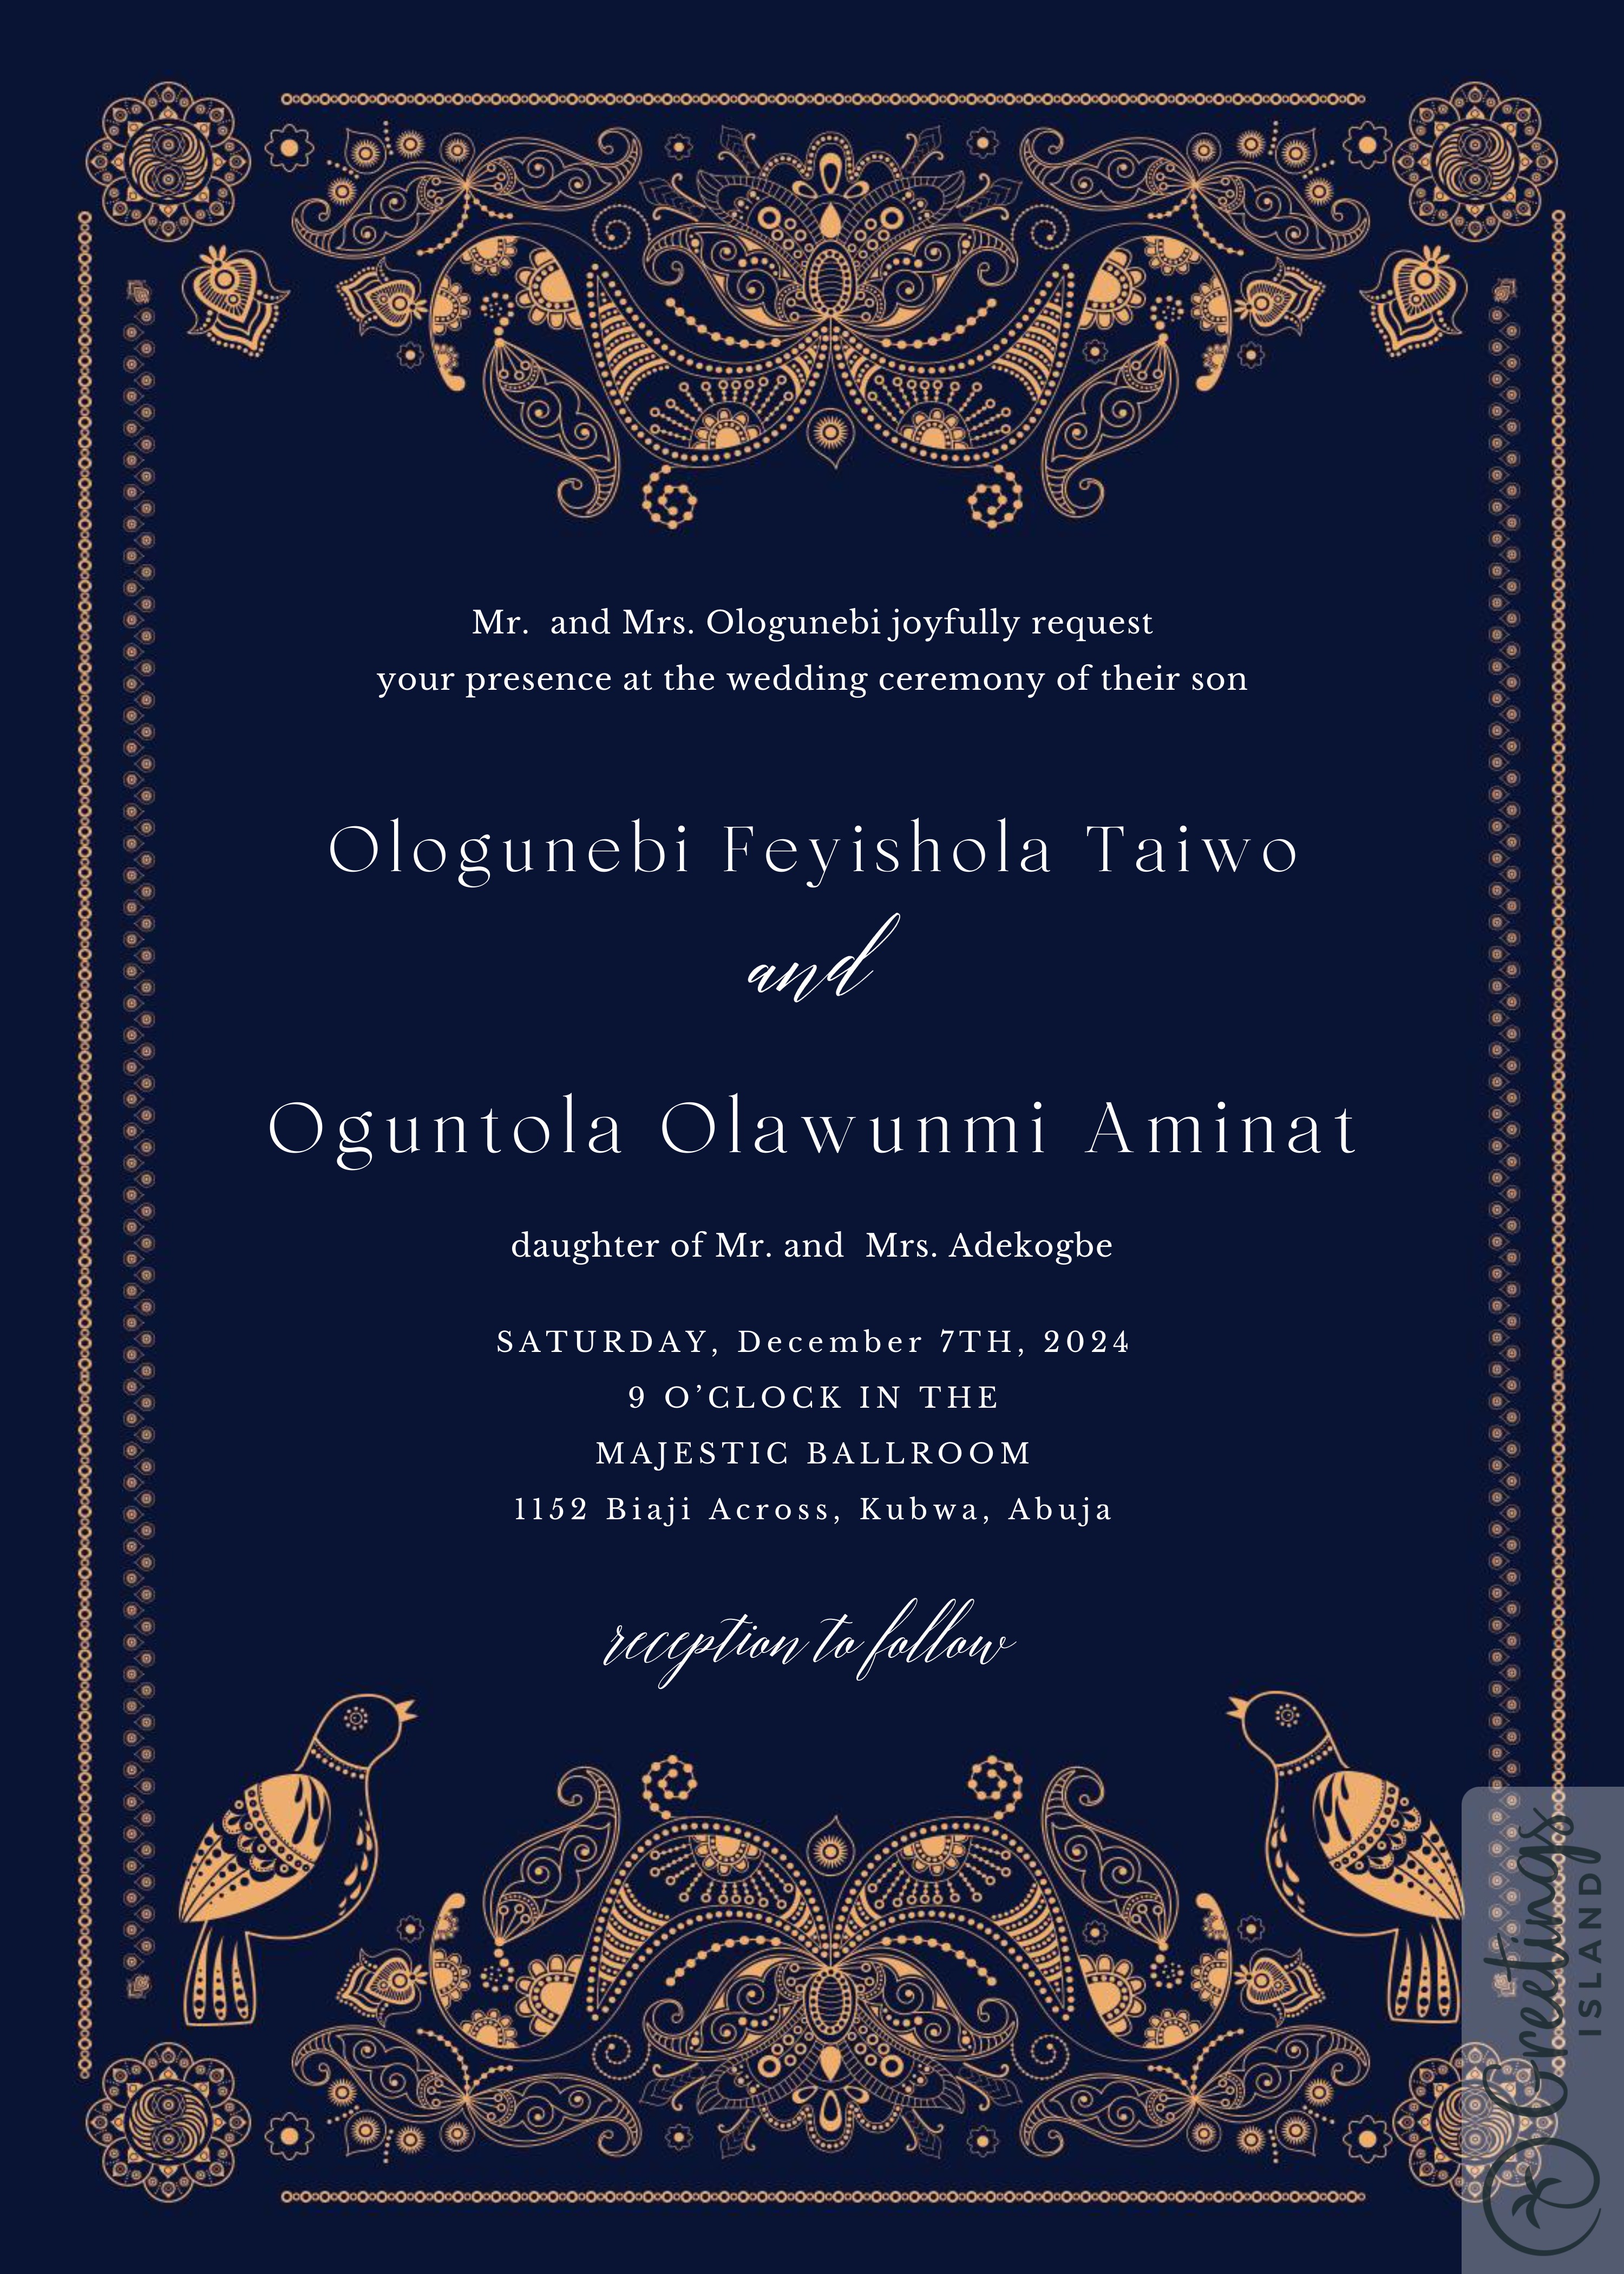 Mr. and Mrs. Ologunebi joyfully request
your presence at the wedding ceremony of their son
Ologunebi Feyishola Taiwo
and
Oguntola Olawunmi Aminat
daughter of Mr. and Mrs. Adekogbe
SATURDAY, December 7TH, 2024
9 O’CLOCK IN THE
MAJESTIC BALLROOM
1152 Biaji Across, Kubwa, Abuja
reception to follow
Greetings
ISLAND